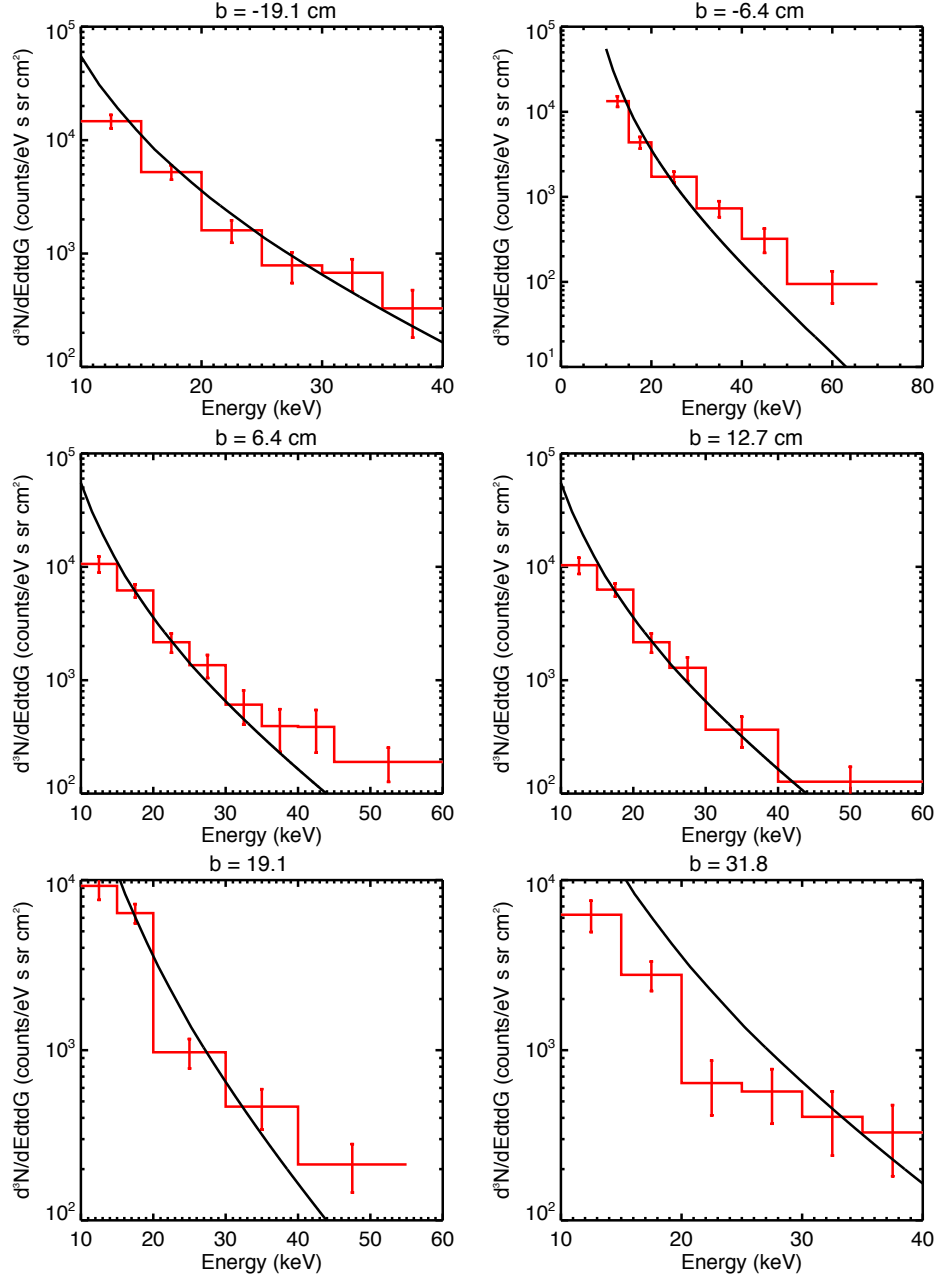 b = -19.1 cm
d³N/dEdtdG (counts/eV s sr cm²)
10⁵
10⁴
10³
10²
10 20 30 40
Energy (keV)
b = -6.4 cm
d³N/dEdtdG (counts/eV s sr cm²)
10⁵
10⁴
10³
10²
10¹
0 20 40 60 80
Energy (keV)
b = 6.4 cm
d³N/dEdtdG (counts/eV s sr cm²)
10⁵
10⁴
10³
10²
10 20 30 40 50 60
Energy (keV)
b = 12.7 cm
d³N/dEdtdG (counts/eV s sr cm²)
10⁵
10⁴
10³
10²
10 20 30 40 50 60
Energy (keV)
b = 19.1
d³N/dEdtdG (counts/eV s sr cm²)
10⁴
10³
10²
10 20 30 40 50 60
Energy (keV)
b = 31.8
d³N/dEdtdG (counts/eV s sr cm²)
10⁴
10³
10²
10 20 30 40
Energy (keV)